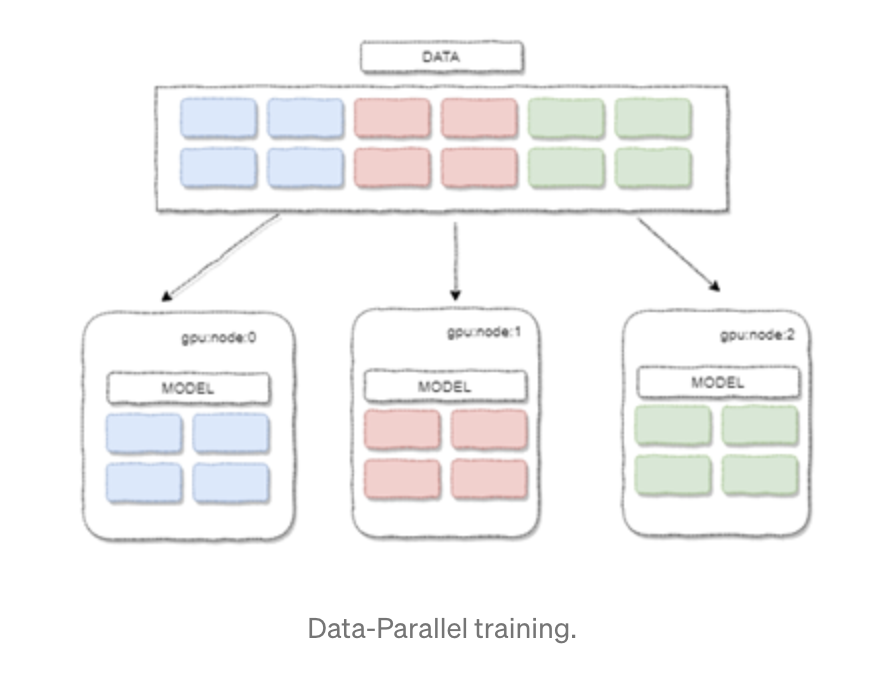 DATA
gpu:node:0
gpu:node:1
gpu:node:2
MODEL
MODEL
MODEL
Data-Parallel training.